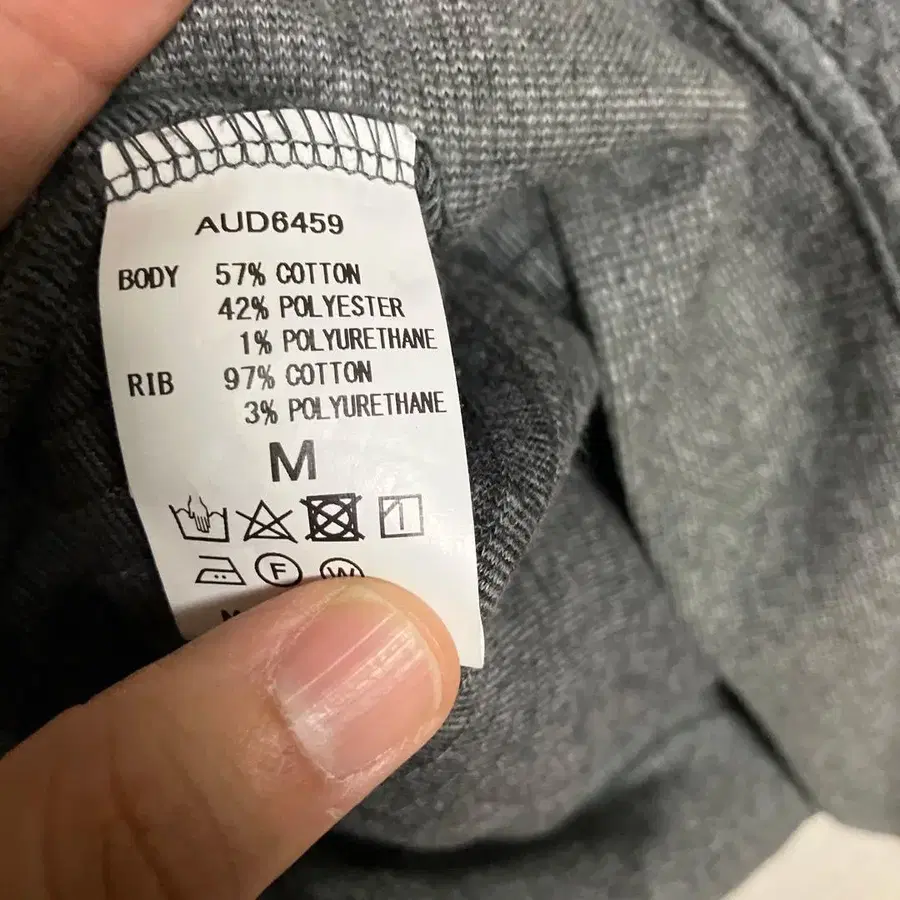 AUD6459
BODY 57% COTTON
42% POLYESTER
1% POLYURETHANE
RIB 97% COTTON
3% POLYURETHANE
M
F W